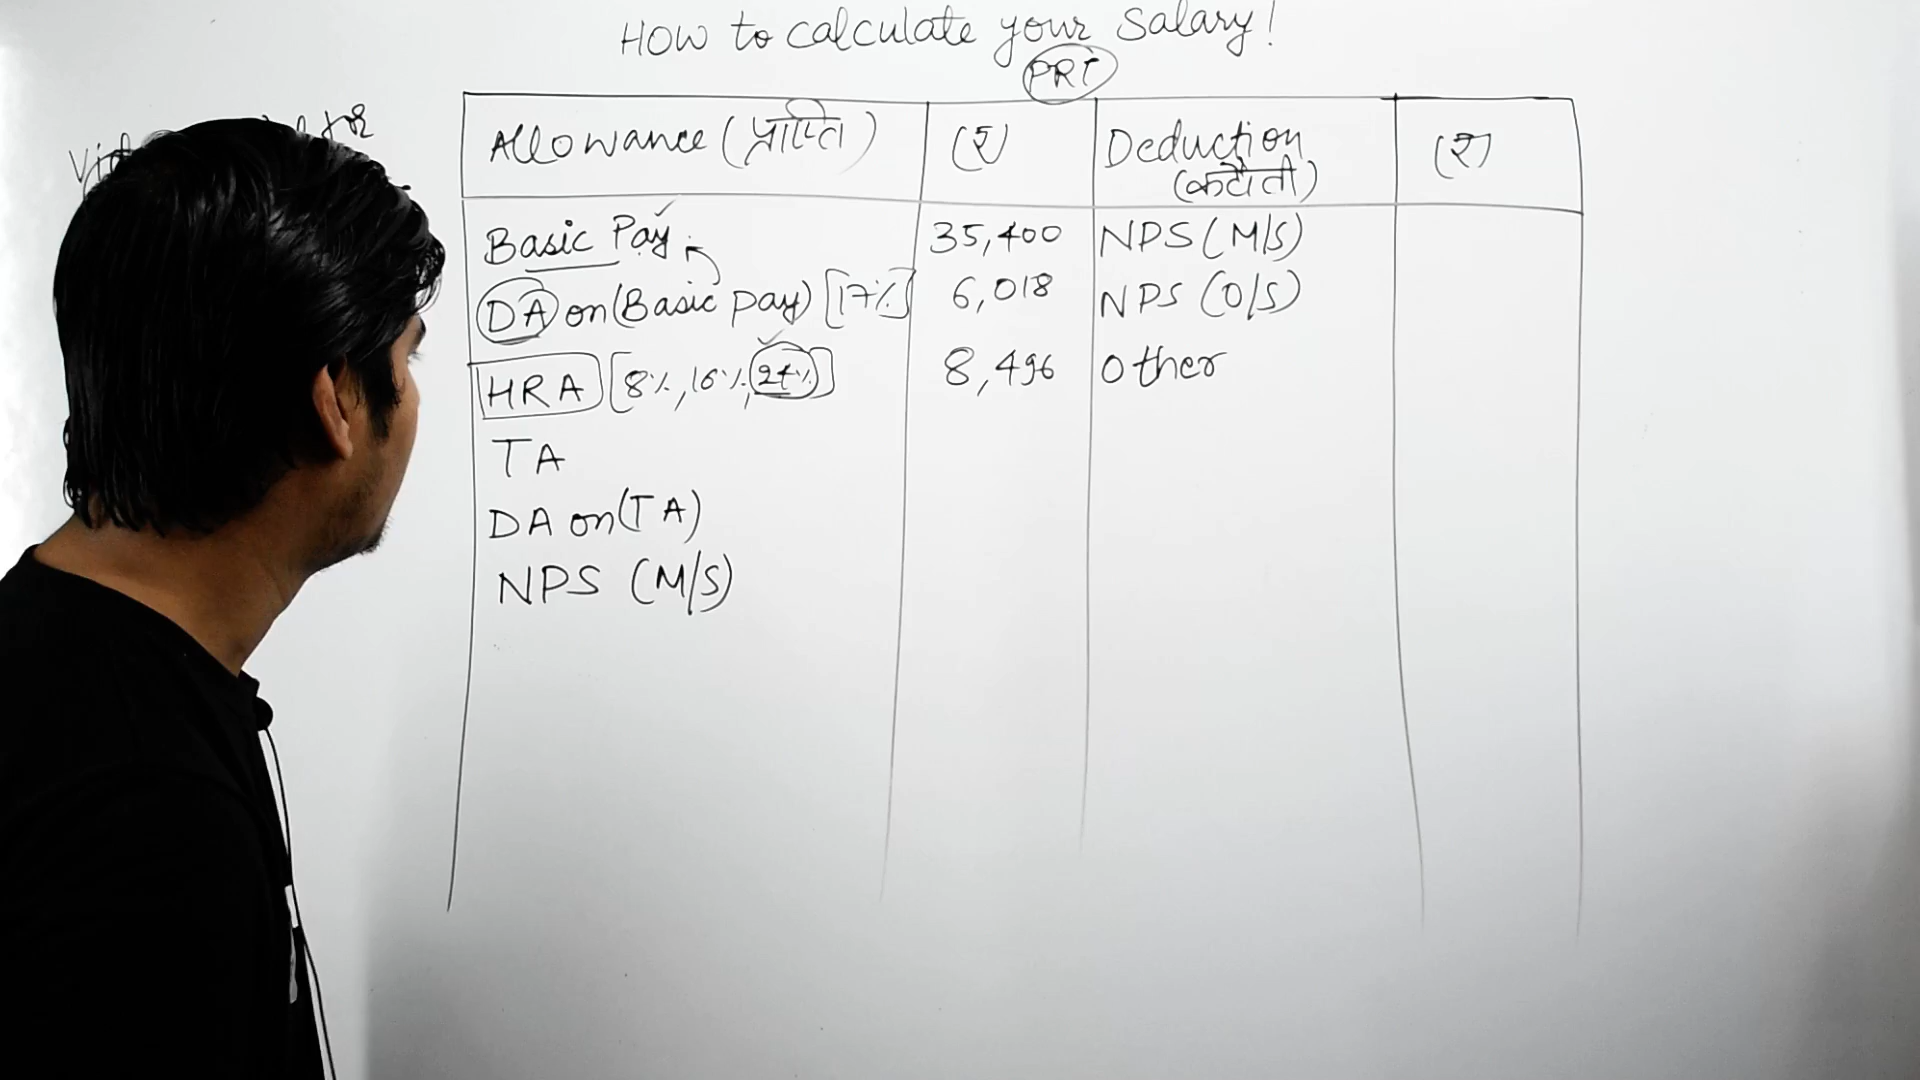 HOW to calculate your Salary!
PRT
Allowance (प्राप्ति) (₹) Deduction (कटौती) (₹)
Basic Pay 35,400 NPS (M/S)
DA on (Basic pay) [17%] 6,018 NPS (O/S)
HRA [8%, 16%, 24%] 8,496 other
TA
DA on (TA)
NPS (M/S)